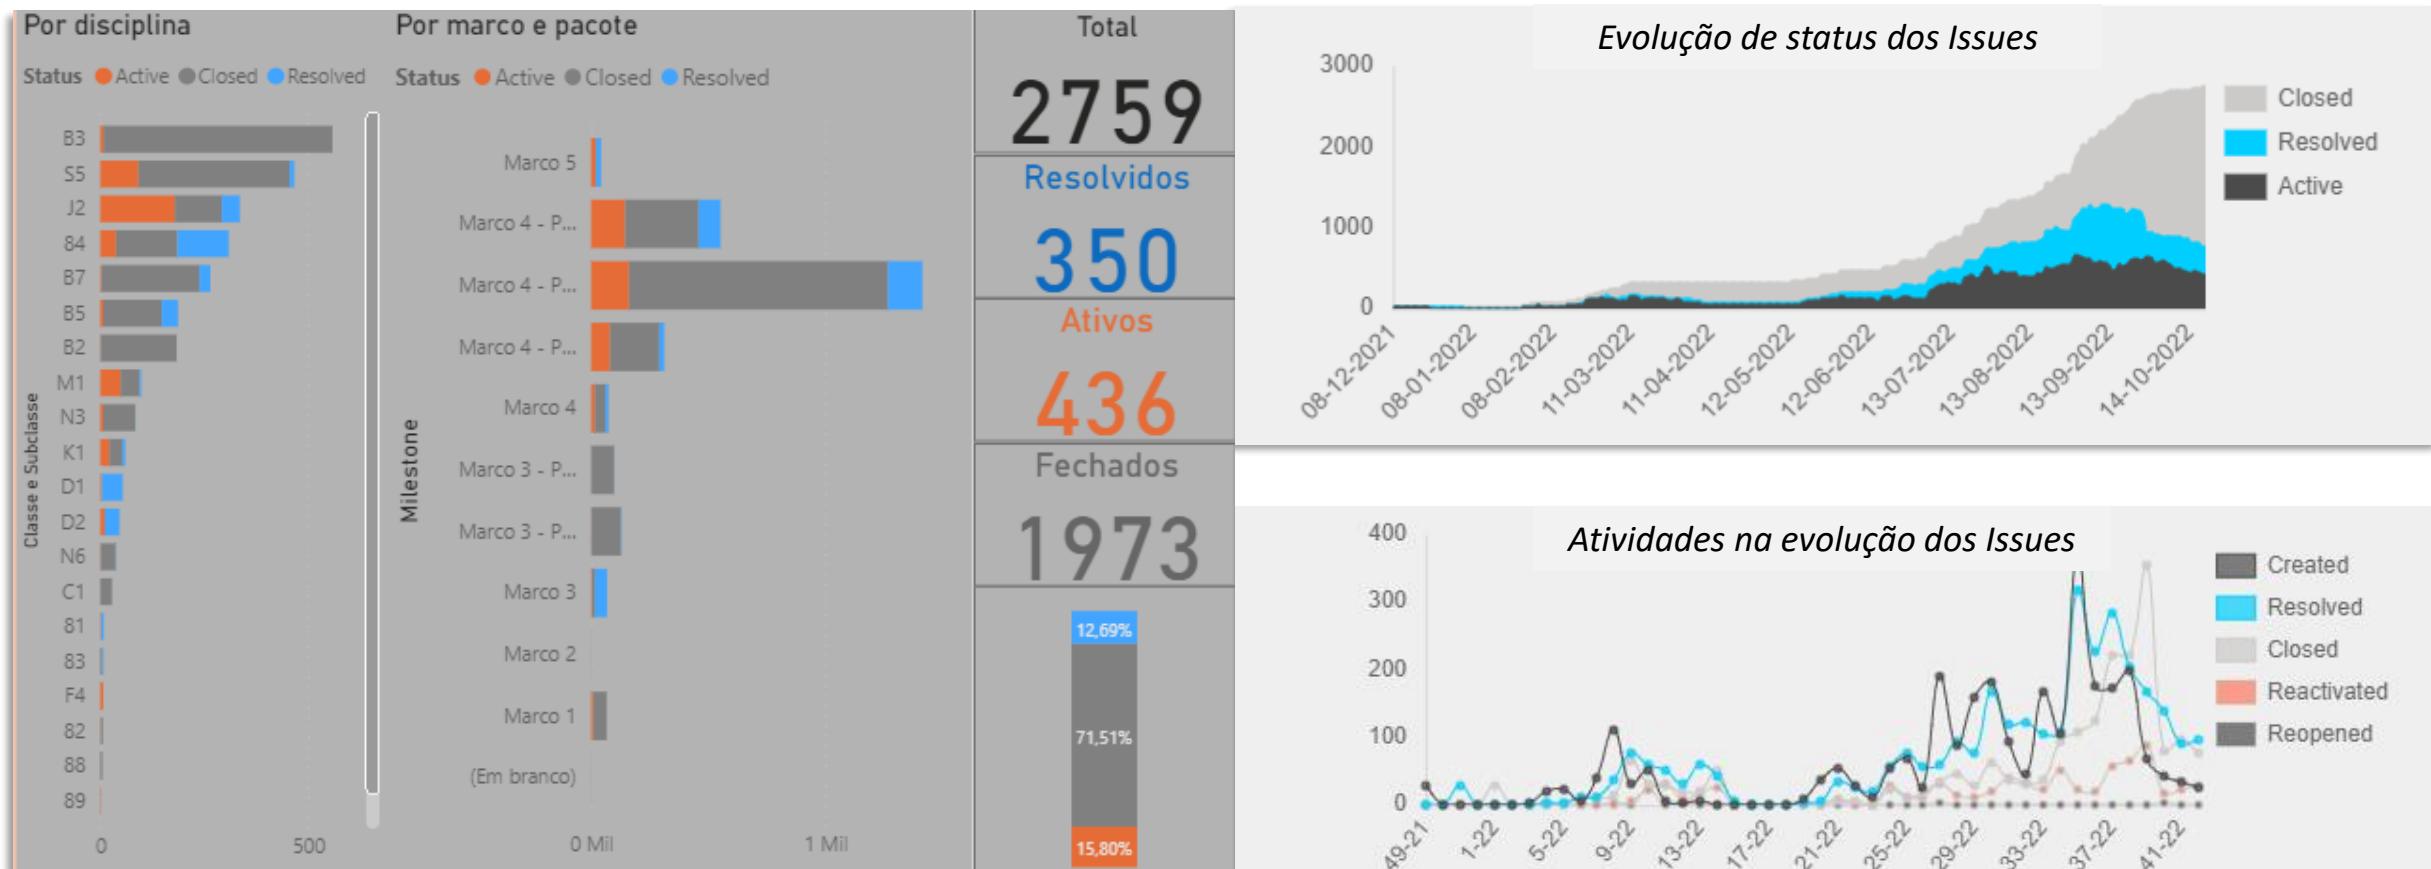 Por disciplina
Status Active Closed Resolved
Classe e Subclasse
B3
S5
J2
84
B7
B5
B2
M1
N3
K1
D1
D2
N6
C1
81
83
F4
82
88
89
0 500
Por marco e pacote
Status Active Closed Resolved
Milestone
Marco 5
Marco 4 - P...
Marco 4 - P...
Marco 4 - P...
Marco 4
Marco 3 - P...
Marco 3 - P...
Marco 3
Marco 2
Marco 1
(Em branco)
0 Mil 1 Mil
Total
2759
Resolvidos
350
Ativos
436
Fechados
1973
12,69%
71,51%
15,80%
Evolução de status dos Issues
3000
2000
1000
0
08-12-2021
08-01-2022
08-02-2022
11-03-2022
11-04-2022
12-05-2022
12-06-2022
13-07-2022
13-08-2022
13-09-2022
14-10-2022
Closed
Resolved
Active
Atividades na evolução dos Issues
400
300
200
100
0
49-21
1-22
5-22
9-22
13-22
17-22
21-22
25-22
29-22
33-22
37-22
41-22
Created
Resolved
Closed
Reactivated
Reopened